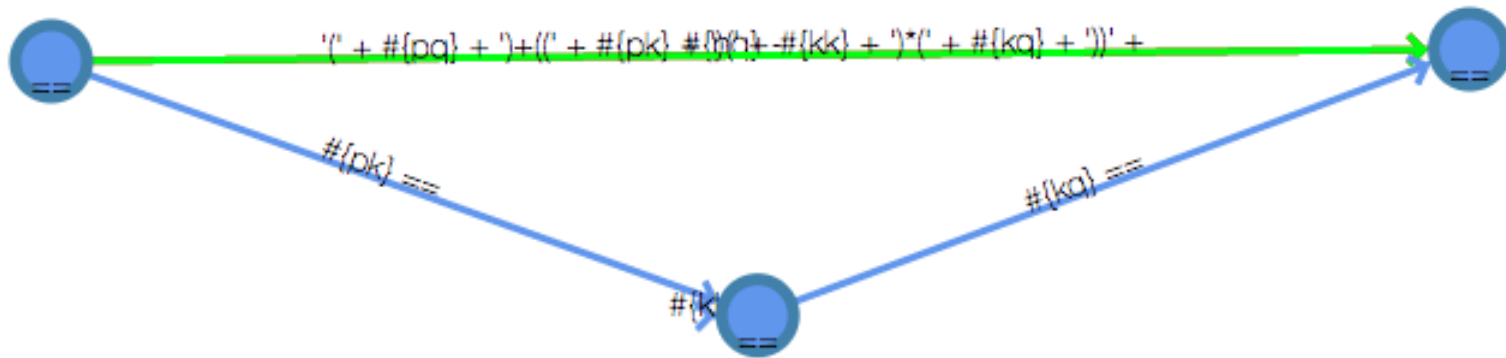 '(' + #{pq} + ')+((' + #{pk} + ')*(' + #{kk} + ')*(' + #{kq} + '))' +
==
==
#{pk} ==
#{kq} ==
#{k
==